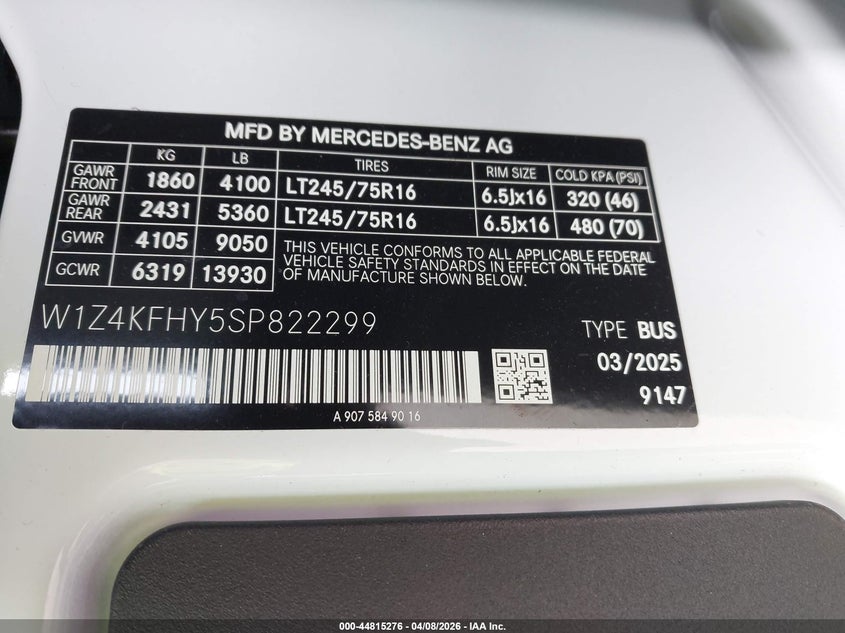 MFD BY MERCEDES-BENZ AG
KG LB TIRES RIM SIZE COLD KPA (PSI)
GAWR FRONT 1860 4100 LT245/75R16 6.5Jx16 320 (46)
GAWR REAR 2431 5360 LT245/75R16 6.5Jx16 480 (70)
GVWR 4105 9050
GCWR 6319 13930
THIS VEHICLE CONFORMS TO ALL APPLICABLE FEDERAL
VEHICLE SAFETY STANDARDS IN EFFECT ON THE DATE
OF MANUFACTURE SHOWN BELOW.
W1Z4KFHY5SP822299
TYPE BUS
03/2025
9147
A 907 584 90 16
000-44815276 - 04/08/2026 - IAA Inc.